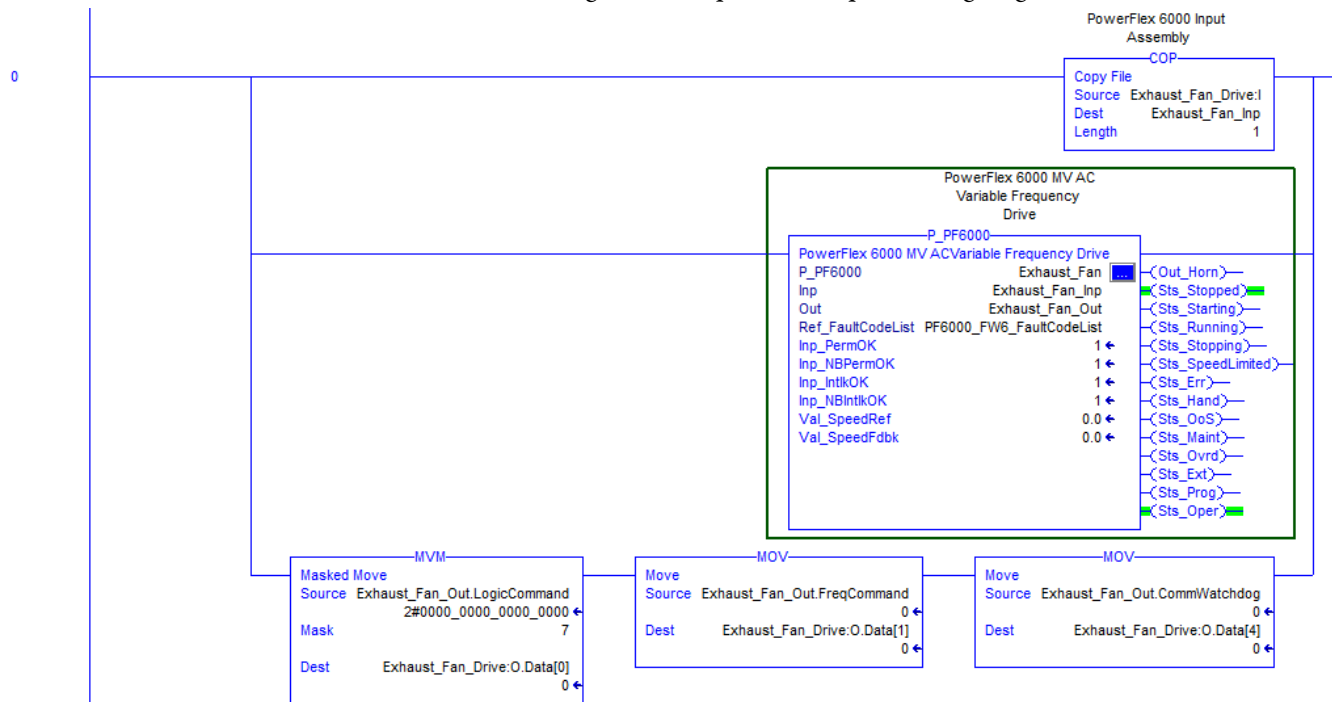 PowerFlex 6000 Input
Assembly
0
COP
Copy File
Source Exhaust_Fan_Drive:I
Dest Exhaust_Fan_Inp
Length 1
PowerFlex 6000 MV AC
Variable Frequency
Drive
P_PF6000
PowerFlex 6000 MV ACVariable Frequency Drive
P_PF6000 Exhaust_Fan ... (Out_Horn)
Inp Exhaust_Fan_Inp (Sts_Stopped)
Out Exhaust_Fan_Out (Sts_Starting)
Ref_FaultCodeList PF6000_FW6_FaultCodeList (Sts_Running)
Inp_PermOK 1 (Sts_Stopping)
Inp_NBPermOK 1 (Sts_SpeedLimited)
Inp_IntlkOK 1 (Sts_Err)
Inp_NBIntlkOK 1 (Sts_Hand)
Val_SpeedRef 0.0 (Sts_OoS)
Val_SpeedFdbk 0.0 (Sts_Maint)
(Sts_Ovrd)
(Sts_Ext)
(Sts_Prog)
(Sts_Oper)
MVM
Masked Move
Source Exhaust_Fan_Out.LogicCommand
2#0000_0000_0000_0000
Mask 7
Dest Exhaust_Fan_Drive:O.Data[0]
0
MOV
Move
Source Exhaust_Fan_Out.FreqCommand
0
Dest Exhaust_Fan_Drive:O.Data[1]
0
MOV
Move
Source Exhaust_Fan_Out.CommWatchdog
0
Dest Exhaust_Fan_Drive:O.Data[4]
0